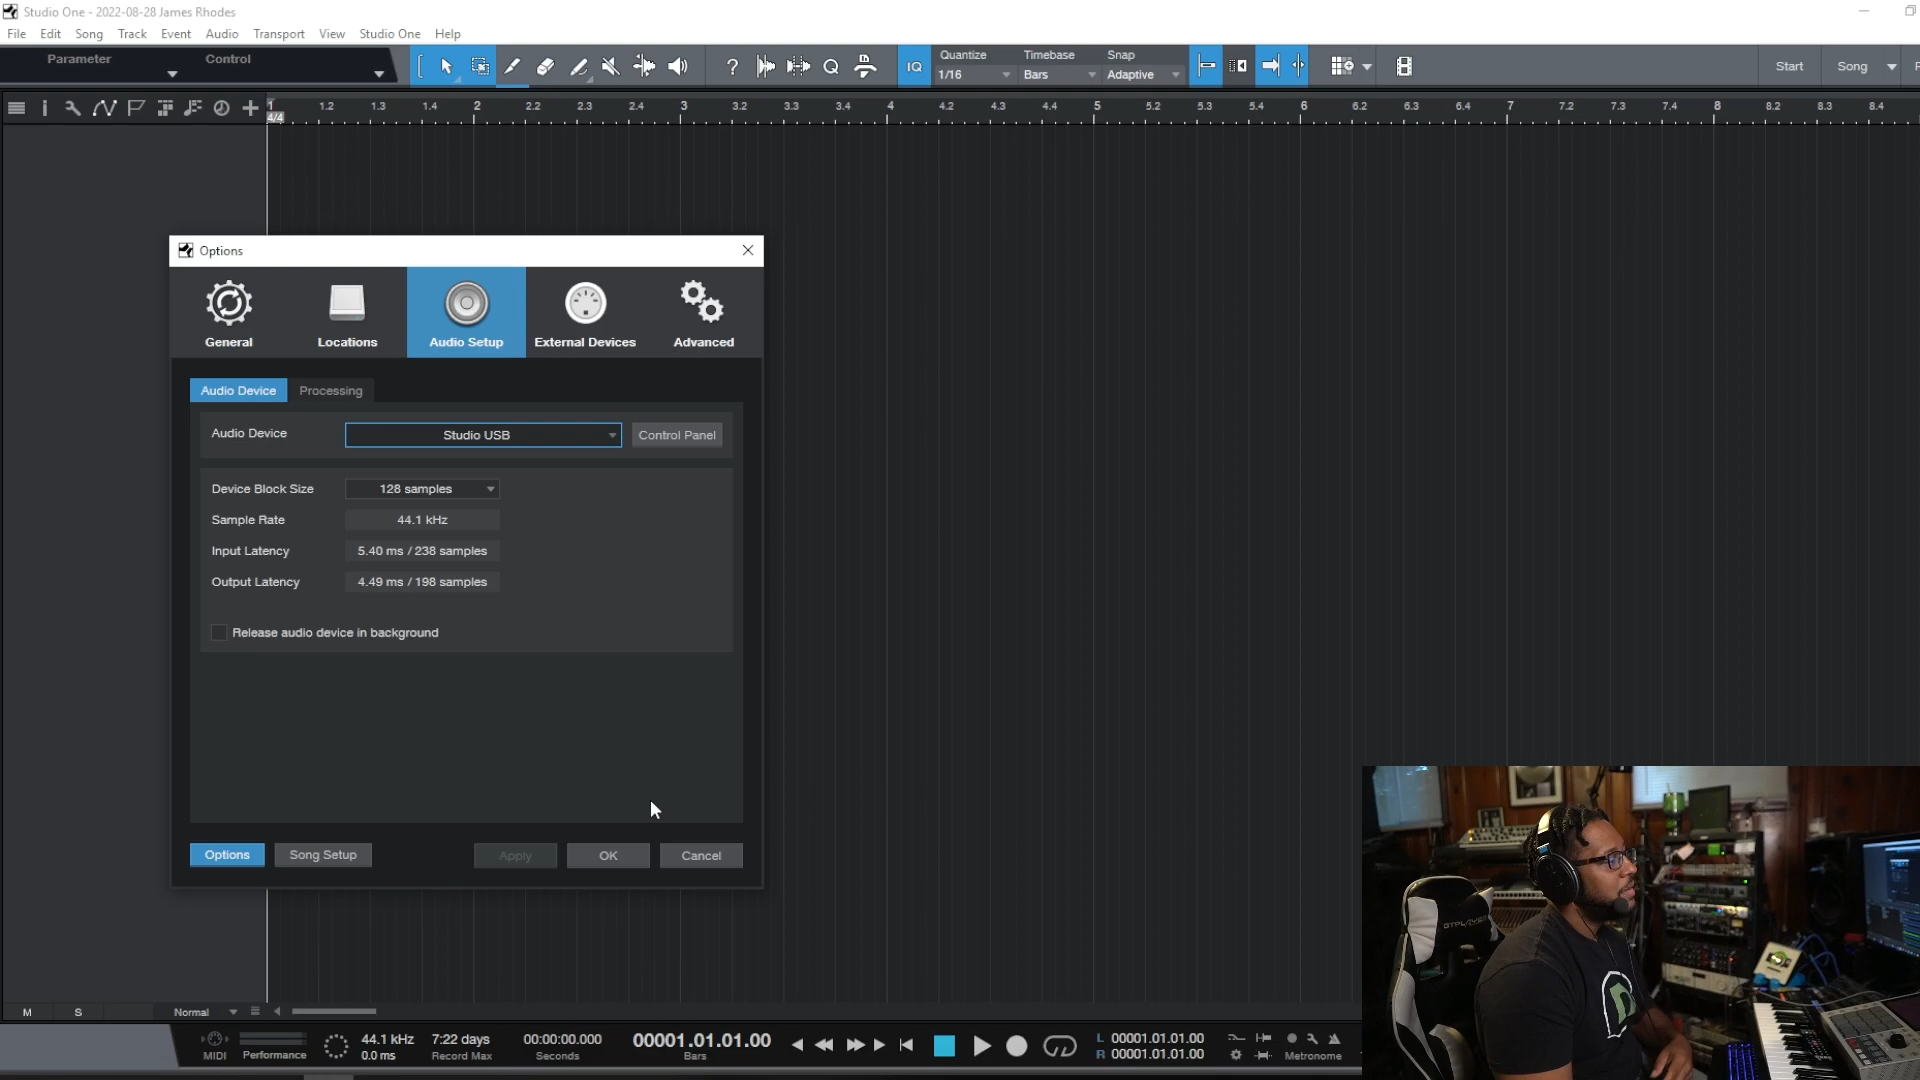 Studio One - 2022-08-28 James Rhodes
File Edit Song Track Event Audio Transport View Studio One Help
Parameter Control
IQ
Quantize Timebase Snap
1/16 Bars Adaptive
Start Song
1 1.2 1.3 1.4 2 2.2 2.3 2.4 3 3.2 3.3 3.4 4 4.2 4.3 4.4 5 5.2 5.3 5.4 6 6.2 6.3 6.4 7 7.2 7.3 7.4 8 8.2 8.3 8.4
4/4
Options
General Locations Audio Setup External Devices Advanced
Audio Device Processing
Audio Device Studio USB Control Panel
Device Block Size 128 samples
Sample Rate 44.1 kHz
Input Latency 5.40 ms / 238 samples
Output Latency 4.49 ms / 198 samples
Release audio device in background
Options Song Setup Apply OK Cancel
M S Normal
44.1 kHz 7:22 days 00:00:00.000 00001.01.01.00 L 00001.01.01.00
MIDI Performance 0.0 ms Record Max Seconds Bars R 00001.01.01.00 Metronome
GTPLAYER